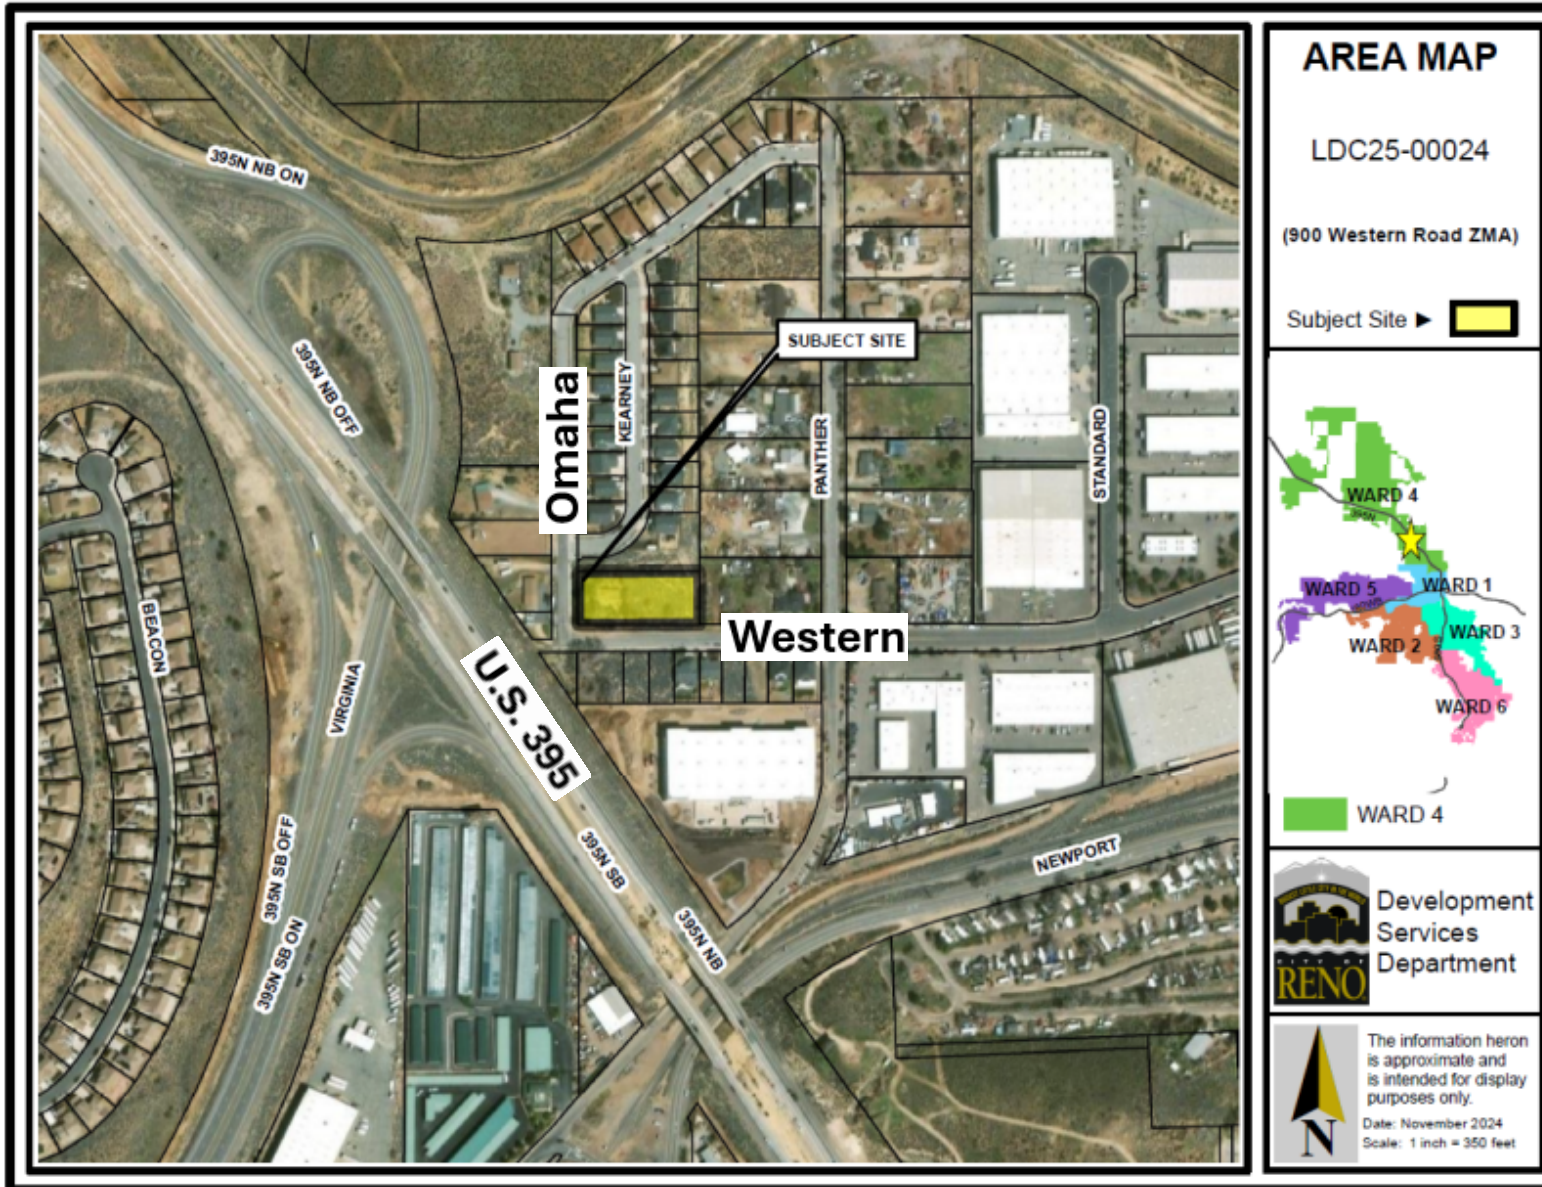 AREA MAP
LDC25-00024
(900 Western Road ZMA)
Subject Site ►
395N NB ON
395N NB OFF
SUBJECT SITE
Omaha
KEARNEY
PANTHER
STANDARD
Western
U.S. 395
BEACON
VIRGINIA
395N SB OFF
395N SB ON
395N SB
395N NB
NEWPORT
WARD 4
395N
WARD 5
WARD 1
WARD 2
WARD 3
WARD 6
WARD 4
RENO
Development
Services
Department
The information heron
is approximate and
is intended for display
purposes only.
Date: November 2024
Scale: 1 inch = 350 feet
N